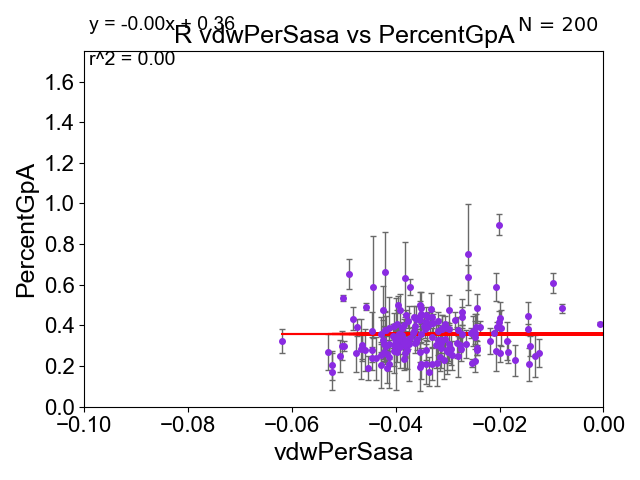 y = -0.00x + 0.36
N = 200
R vdwPerSasa vs PercentGpA
r^2 = 0.00
1.6
1.4
1.2
1.0
0.8
0.6
0.4
0.2
0.0
PercentGpA
−0.10
−0.08
−0.06
−0.04
−0.02
0.00
vdwPerSasa